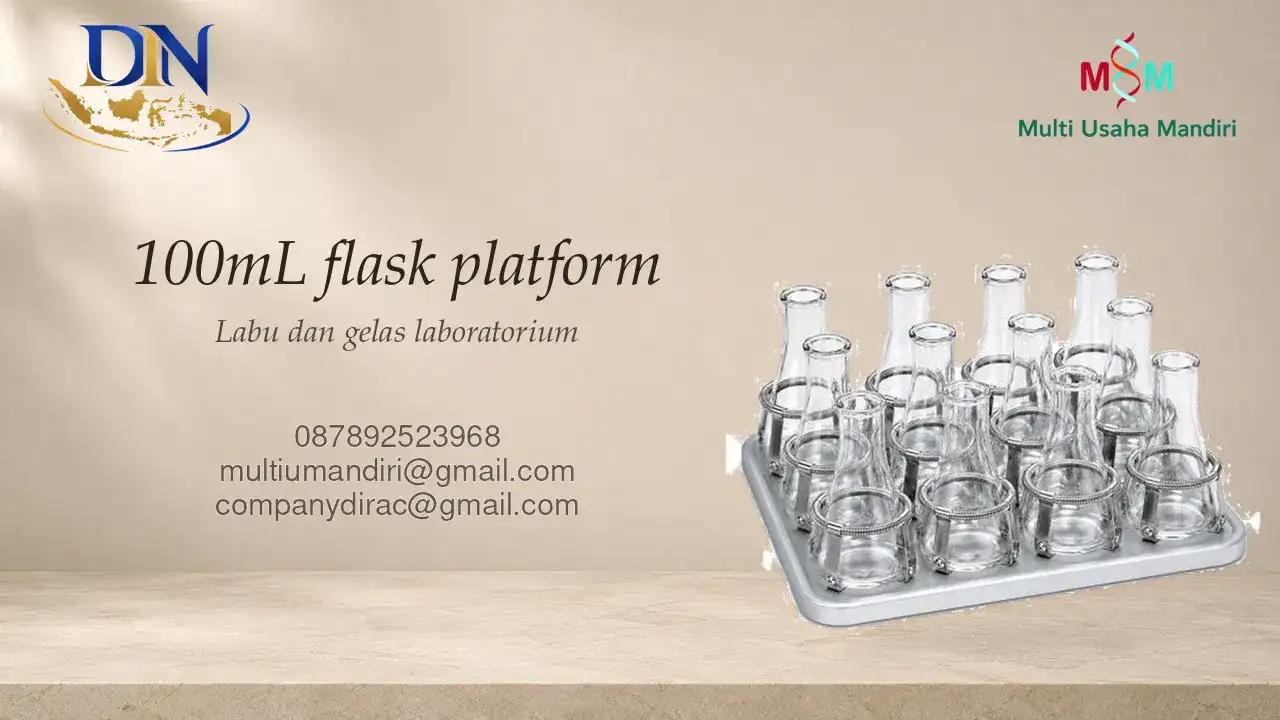 DN
MSM
Multi Usaha Mandiri
100mL flask platform
Labu dan gelas laboratorium
087892523968
multiumandiri@gmail.com
companydirac@gmail.com